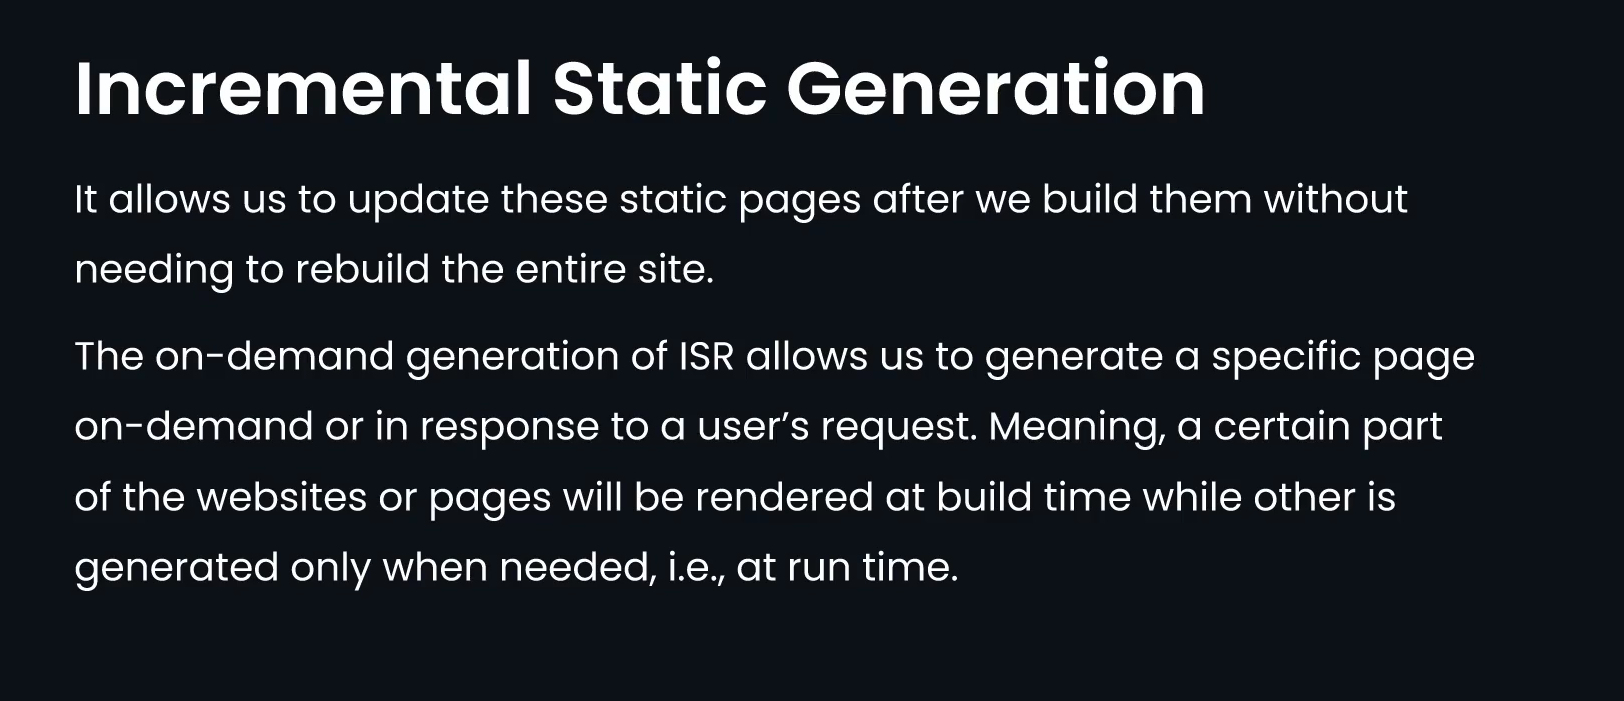 Incremental Static Generation
It allows us to update these static pages after we build them without
needing to rebuild the entire site.
The on-demand generation of ISR allows us to generate a specific page
on-demand or in response to a user’s request. Meaning, a certain part
of the websites or pages will be rendered at build time while other is
generated only when needed, i.e., at run time.